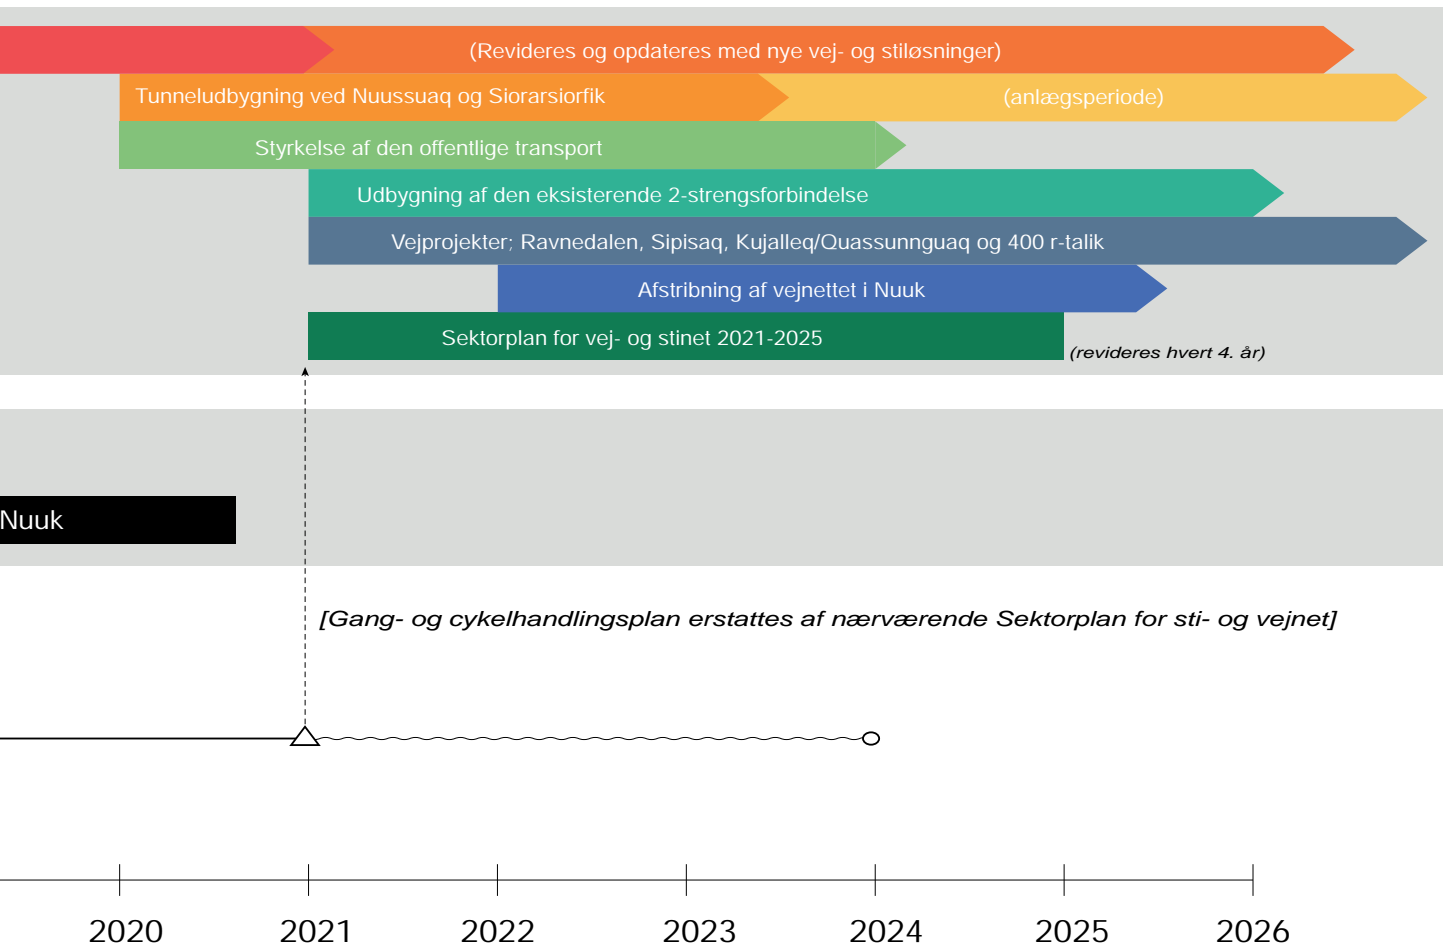 (Revideres og opdateres med nye vej- og stiløsninger)
Tunneludbygning ved Nuussuaq og Siorarsiorfik
(anlægsperiode)
Styrkelse af den offentlige transport
Udbygning af den eksisterende 2-strengsforbindelse
Vejprojekter; Ravnedalen, Sipisaq, Kujalleq/Quassunnguaq og 400 r-talik
Afstribning af vejnettet i Nuuk
Sektorplan for vej- og stinet 2021-2025
(revideres hvert 4. år)
Nuuk
[Gang- og cykelhandlingsplan erstattes af nærværende Sektorplan for sti- og vejnet]
2020 2021 2022 2023 2024 2025 2026